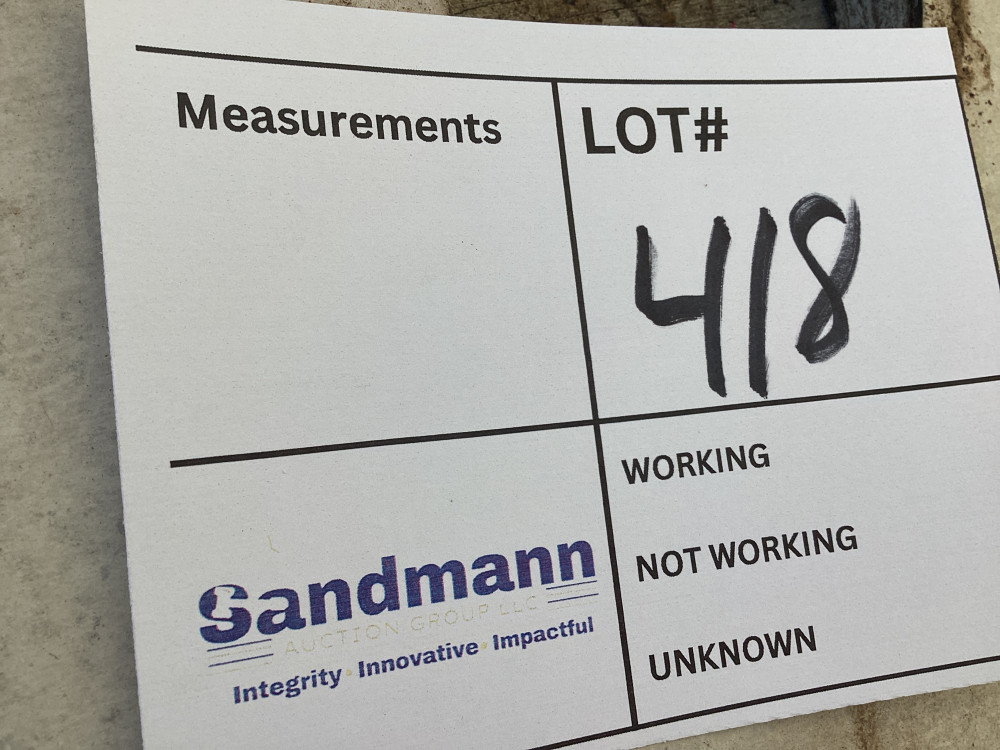 Measurements
LOT#
418
WORKING
NOT WORKING
UNKNOWN
Sandmann
AUCTION GROUP LLC
Integrity · Innovative · Impactful